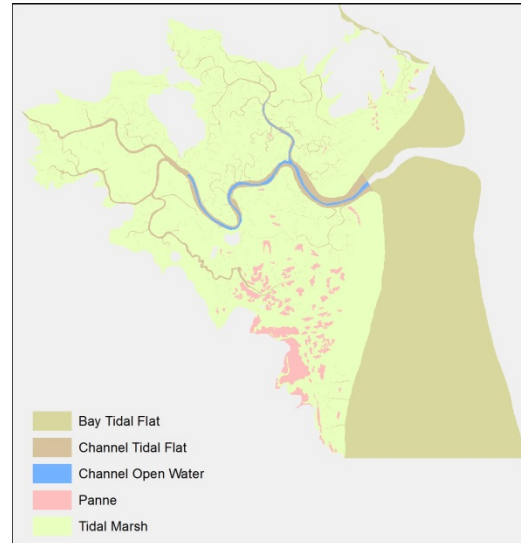 Bay Tidal Flat
Channel Tidal Flat
Channel Open Water
Panne
Tidal Marsh